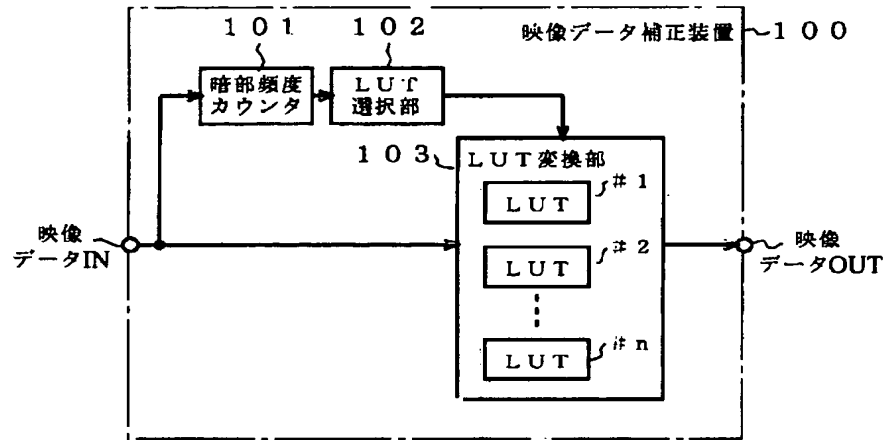 １０１
１０２
映像データ補正装置
１００
暗部頻度
カウンタ
ＬＵＴ
選択部
１０３
ＬＵＴ変換部
ＬＵＴ
＃１
ＬＵＴ
＃２
ＬＵＴ
＃ｎ
映像
データIN
映像
データOUT